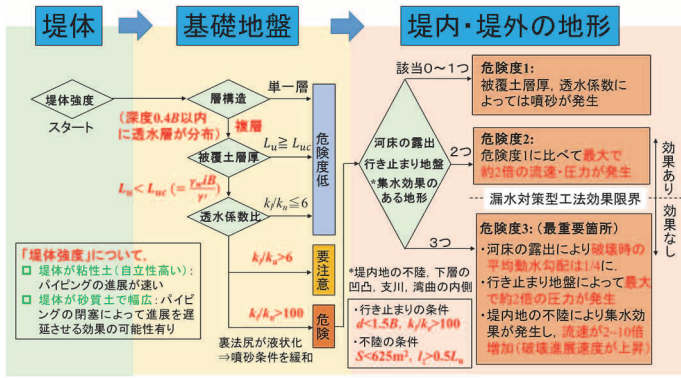 堤体
基礎地盤
堤内・堤外の地形
堤体強度
スタート
層構造
単一層
(深度0.4B以内
に透水層が分布)
複層
被覆土層厚
Lu≧ Luc
Lu< Luc (=γwiB/γ′)
透水係数比
kl/ku≦6
危険度低
kl/ku>6
要注意
kl/ku>100
危険
裏法尻が液状化
⇒噴砂条件を緩和
「堤体強度」について,
堤体が粘性土(自立性高い):
パイピングの進展が速い
堤体が砂質土で幅広:パイピ
ングの閉塞によって進展を遅
延させる効果の可能性有り
該当0～1つ
河床の露出
行き止まり地盤
*集水効果の
ある地形
2つ
3つ
*堤内地の不陸,下層の
凹凸,支川,湾曲の内側
・行き止まりの条件
d<1.5B, kl/ku>100
・不陸の条件
S<625m², lc>0.5Lu
危険度1:
被覆土層厚,透水係数に
よっては噴砂が発生
危険度2:
危険度1に比べて最大で
約2倍の流速・圧力が発生
漏水対策型工法効果限界
効果あり
効果なし
危険度3:(最重要箇所)
・河床の露出により破壊時の
平均動水勾配は1/4に.
・行き止まり地盤によって最大
で約2倍の圧力が発生
・堤内地の不陸により集水効
果が発生し,流速が2~10倍
増加(破壊進展速度が上昇)